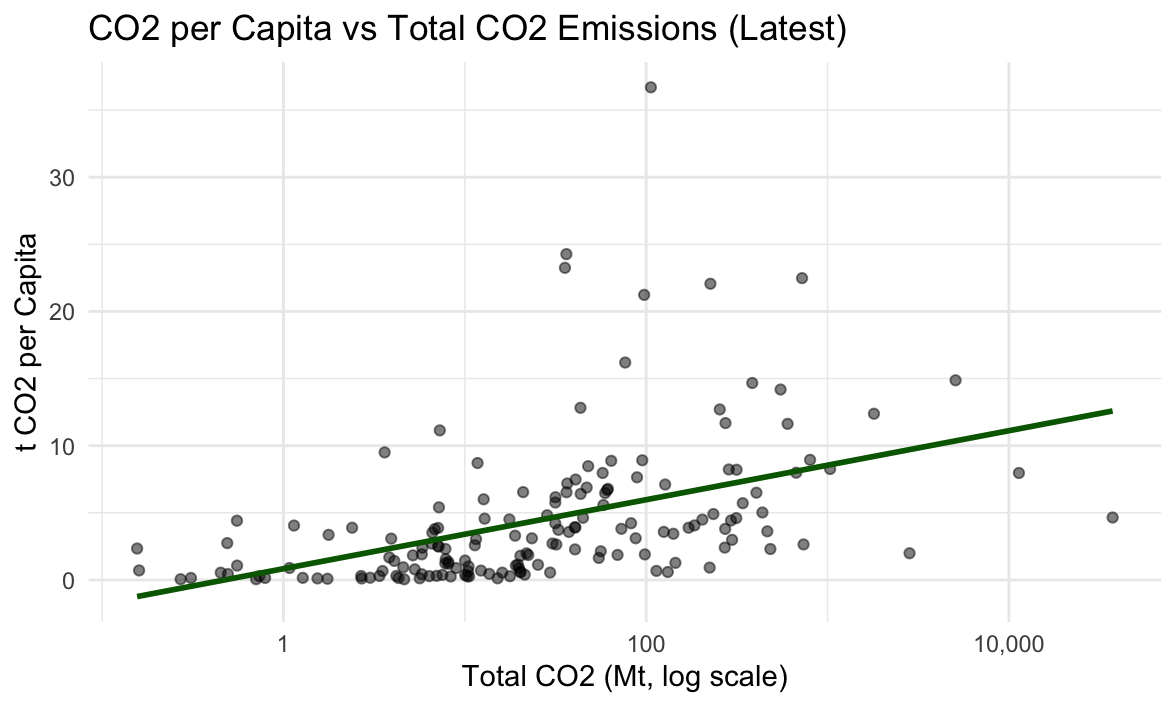 CO2 per Capita vs Total CO2 Emissions (Latest)
t CO2 per Capita
30
20
10
0
1
100
10,000
Total CO2 (Mt, log scale)